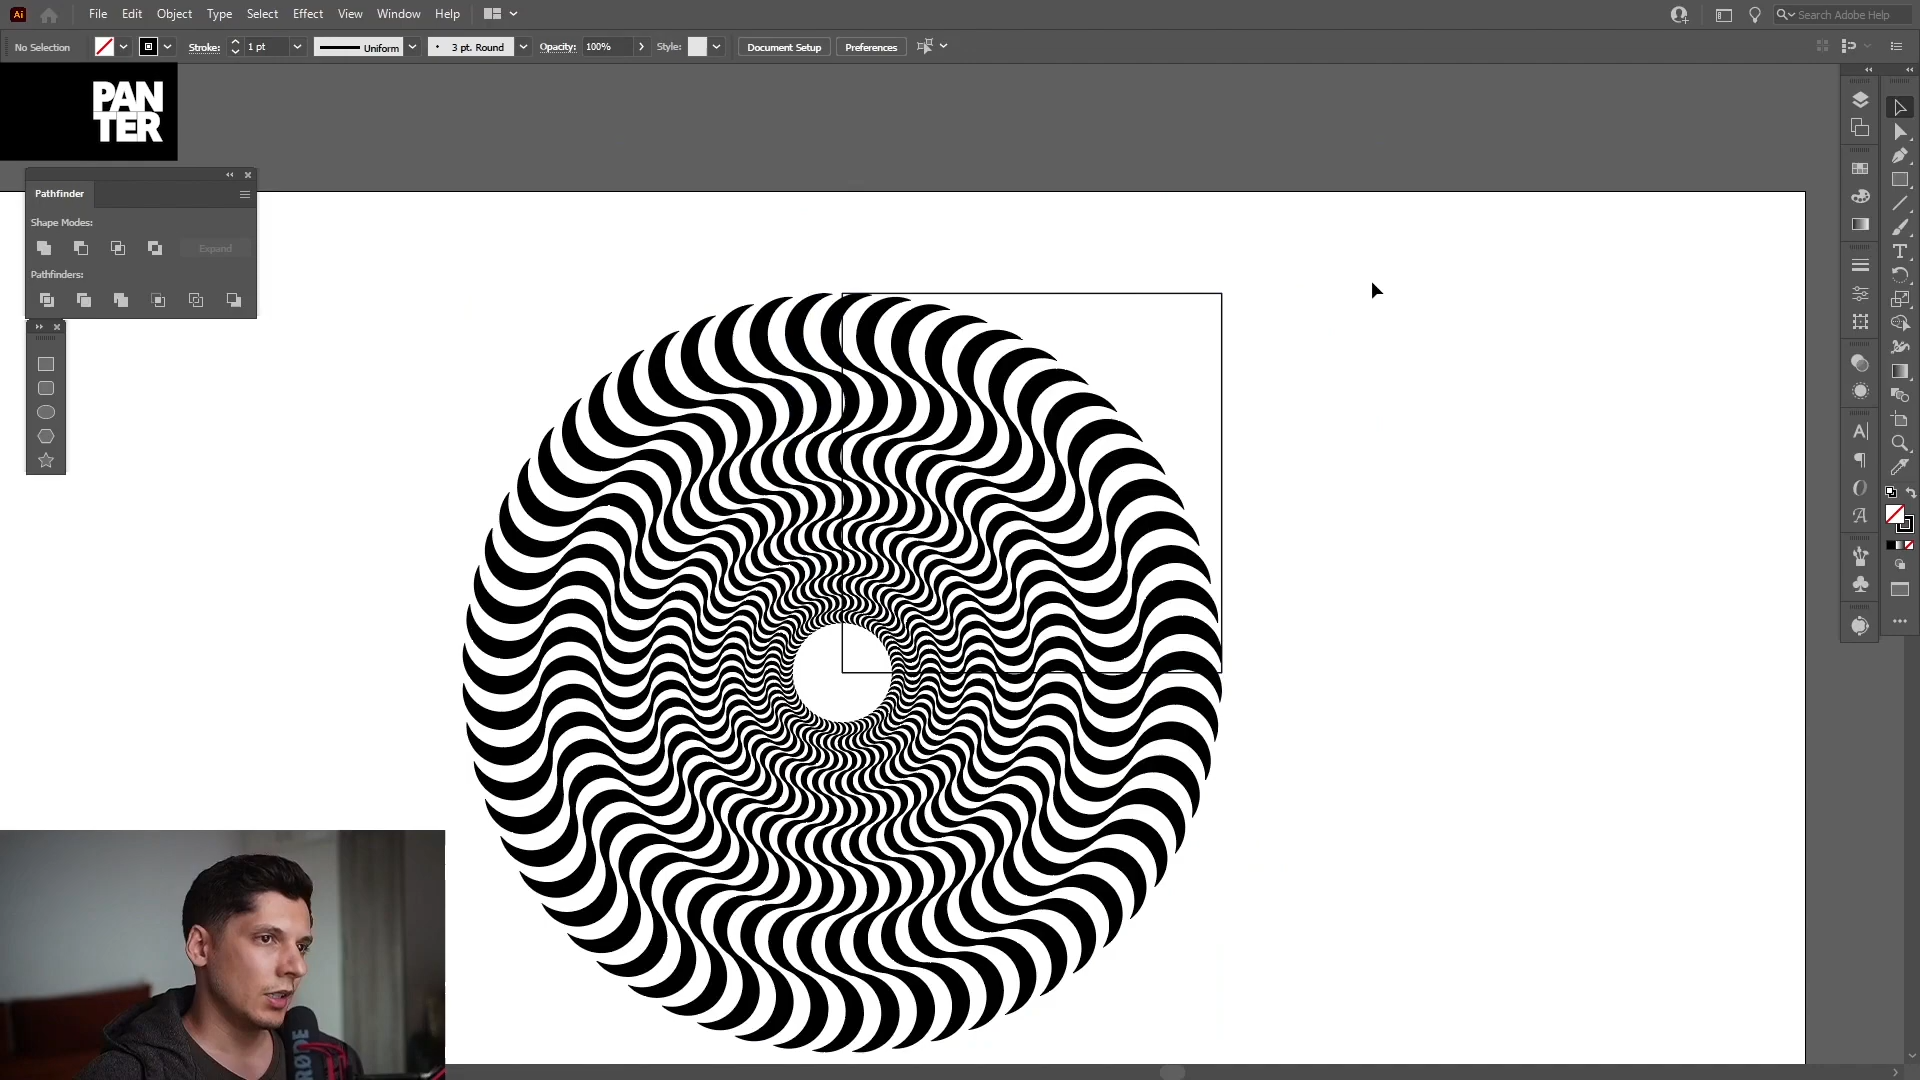 Ai File Edit Object Type Select Effect View Window Help Search Adobe Help
No Selection Stroke: 1 pt Uniform 3 pt. Round Opacity: 100% Style: Document Setup Preferences
PAN
TER
Pathfinder
Shape Modes:
Expand
Pathfinders:
RØDE